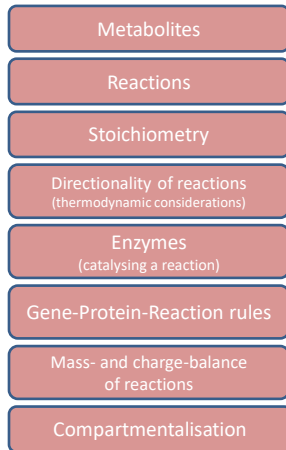 Metabolites
Reactions
Stoichiometry
Directionality of reactions
(thermodynamic considerations)
Enzymes
(catalysing a reaction)
Gene-Protein-Reaction rules
Mass- and charge-balance
of reactions
Compartmentalisation